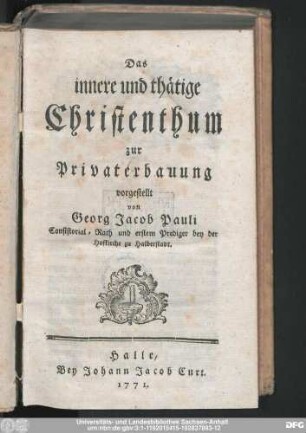 Das
innere und thätige
Christenthum
zur
Privaterbauung
vorgestellt
von
Georg Jacob Pauli
Consistorial-Rath und erstem Prediger bey der
Hofkirche zu Halberstadt.
Halle,
Bey Johann Jacob Curt.
1771.
Universitäts- und Landesbibliothek Sachsen-Anhalt
DFG